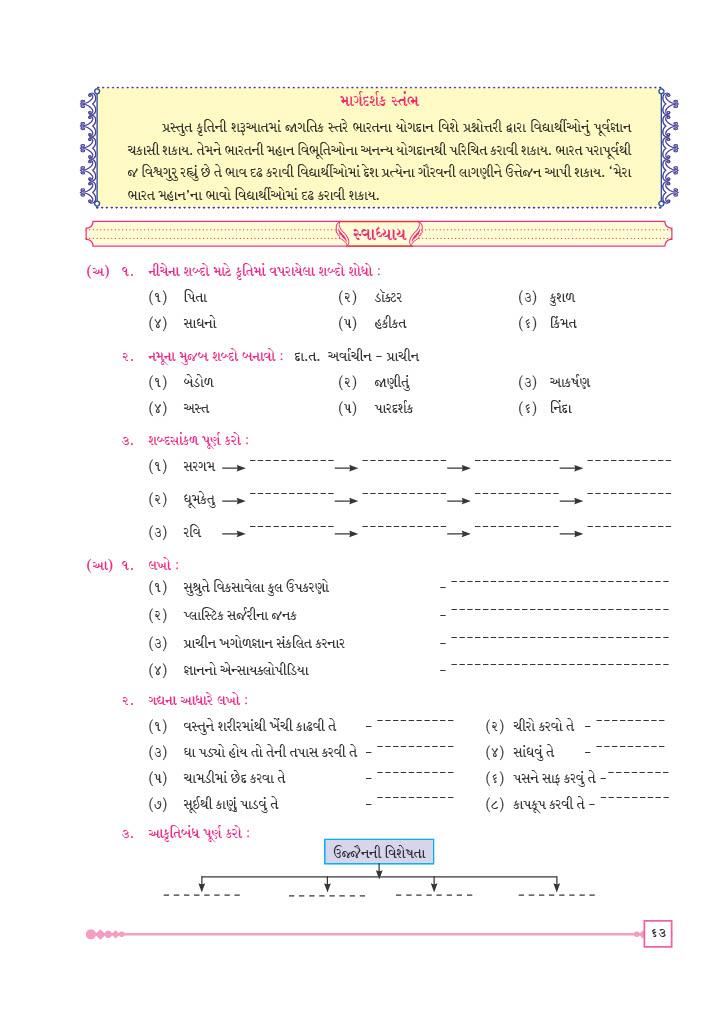 માર્ગદર્શક સ્તંભ
પ્રસ્તુત કૃતિની શરૂઆતમાં જાગતિક સ્તરે ભારતના યોગદાન વિશે પ્રશ્નોત્તરી દ્વારા વિદ્યાર્થીઓનું પૂર્વજ્ઞાન
ચકાસી શકાય. તેમને ભારતની મહાન વિભૂતિઓના અનન્ય યોગદાનથી પરિચિત કરાવી શકાય. ભારત પરાપૂર્વથી
જ વિશ્વગુરુ રહ્યું છે તે ભાવ દઢ કરાવી વિદ્યાર્થીઓમાં દેશ પ્રત્યેના ગૌરવની લાગણીને ઉત્તેજન આપી શકાય. ‘મેરા
ભારત મહાન’ના ભાવો વિદ્યાર્થીઓમાં દઢ કરાવી શકાય.
સ્વાધ્યાય
(અ) ૧. નીચેના શબ્દો માટે કૃતિમાં વપરાયેલા શબ્દો શોધો :
(૧) પિતા (૨) ડૉક્ટર (૩) કુશળ
(૪) સાધનો (૫) હકીકત (૬) કિંમત
૨. નમૂના મુજબ શબ્દો બનાવો : દા.ત. અર્વાચીન – પ્રાચીન
(૧) બેડોળ (૨) જાણીતું (૩) આકર્ષણ
(૪) અસ્ત (૫) પારદર્શક (૬) નિંદા
૩. શબ્દસાંકળ પૂર્ણ કરો :
(૧) સરગમ
(૨) ધૂમકેતુ
(૩) રવિ
(આ) ૧. લખો :
(૧) સુશ્રુતે વિકસાવેલા કુલ ઉપકરણો –
(૨) પ્લાસ્ટિક સર્જરીના જનક –
(૩) પ્રાચીન ખગોળજ્ઞાન સંકલિત કરનાર –
(૪) જ્ઞાનનો એન્સાયક્લોપીડિયા –
૨. ગદ્યના આધારે લખો :
(૧) વસ્તુને શરીરમાંથી ખેંચી કાઢવી તે – (૨) ચીરો કરવો તે –
(૩) ઘા પડ્યો હોય તો તેની તપાસ કરવી તે – (૪) સાંધવું તે –
(૫) ચામડીમાં છેદ કરવા તે – (૬) પસને સાફ કરવું તે –
(૭) સૂઈથી કાણું પાડવું તે – (૮) કાપકૂપ કરવી તે –
૩. આકૃતિબંધ પૂર્ણ કરો :
ઉજ્જૈનની વિશેષતા
૬૩